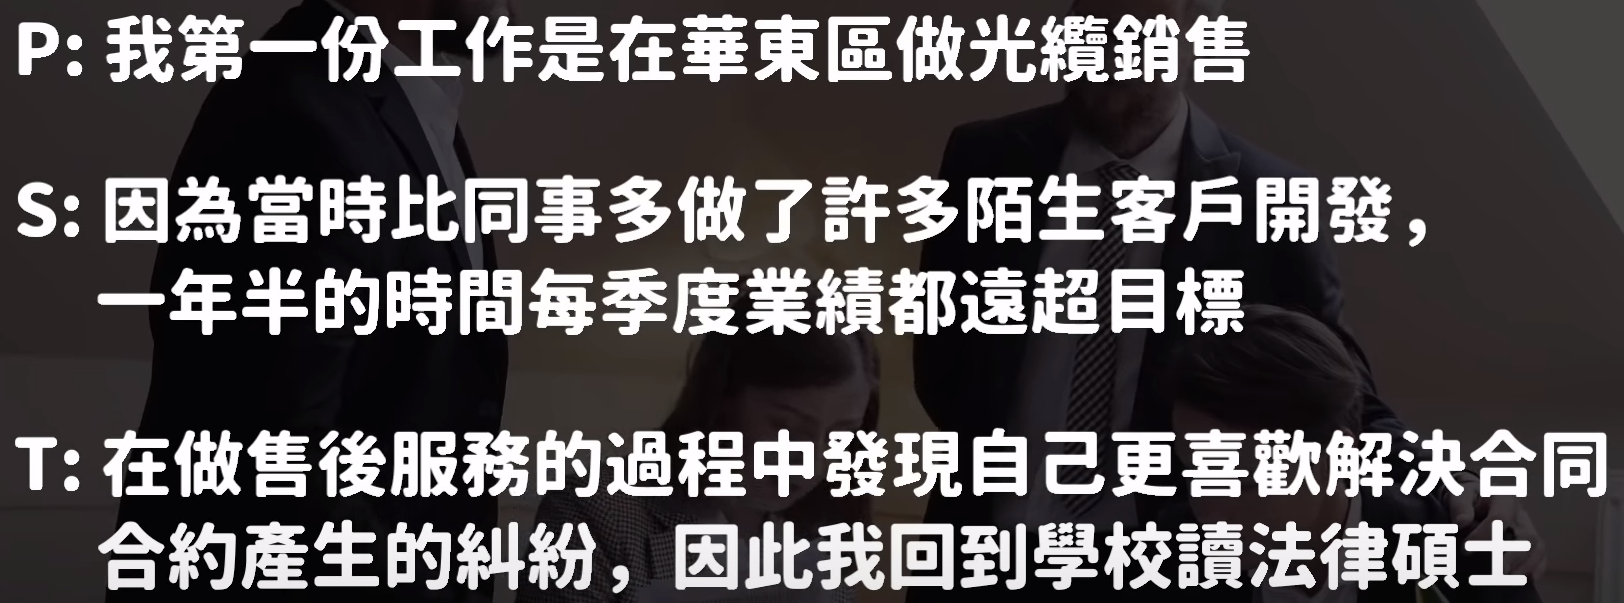 P: 我第一份工作是在華東區做光纜銷售
S: 因為當時比同事多做了許多陌生客戶開發，
一年半的時間每季度業績都遠超目標
T: 在做售後服務的過程中發現自己更喜歡解決合同
合約產生的糾紛，因此我回到學校讀法律碩士